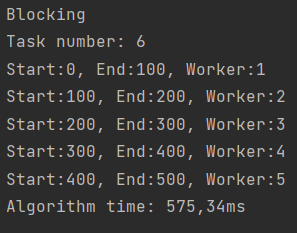 Blocking
Task number: 6
Start:0, End:100, Worker:1
Start:100, End:200, Worker:2
Start:200, End:300, Worker:3
Start:300, End:400, Worker:4
Start:400, End:500, Worker:5
Algorithm time: 575,34ms